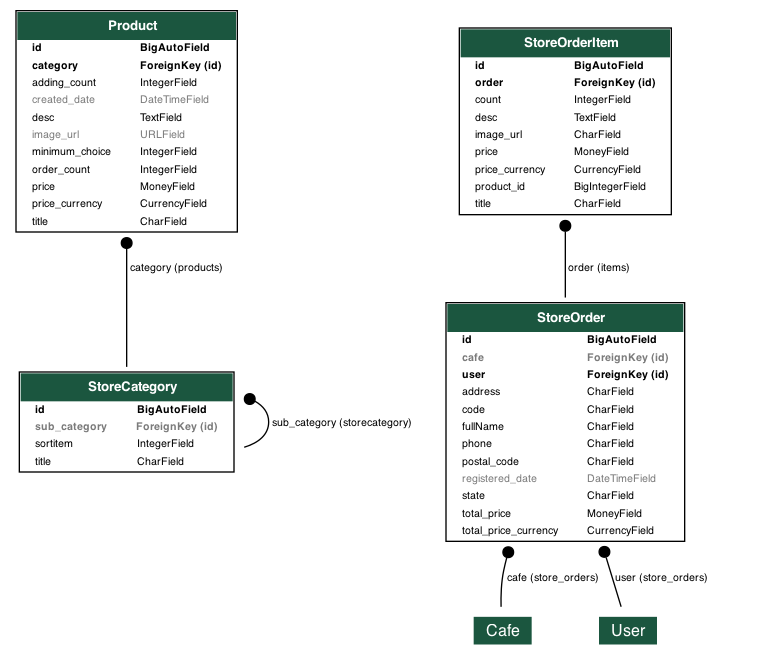 Product
id BigAutoField
category ForeignKey (id)
adding_count IntegerField
created_date DateTimeField
desc TextField
image_url URLField
minimum_choice IntegerField
order_count IntegerField
price MoneyField
price_currency CurrencyField
title CharField
category (products)
StoreCategory
id BigAutoField
sub_category ForeignKey (id)
sortitem IntegerField
title CharField
sub_category (storecategory)
StoreOrderItem
id BigAutoField
order ForeignKey (id)
count IntegerField
desc TextField
image_url CharField
price MoneyField
price_currency CurrencyField
product_id BigIntegerField
title CharField
order (items)
StoreOrder
id BigAutoField
cafe ForeignKey (id)
user ForeignKey (id)
address CharField
code CharField
fullName CharField
phone CharField
postal_code CharField
registered_date DateTimeField
state CharField
total_price MoneyField
total_price_currency CurrencyField
cafe (store_orders)
user (store_orders)
Cafe
User